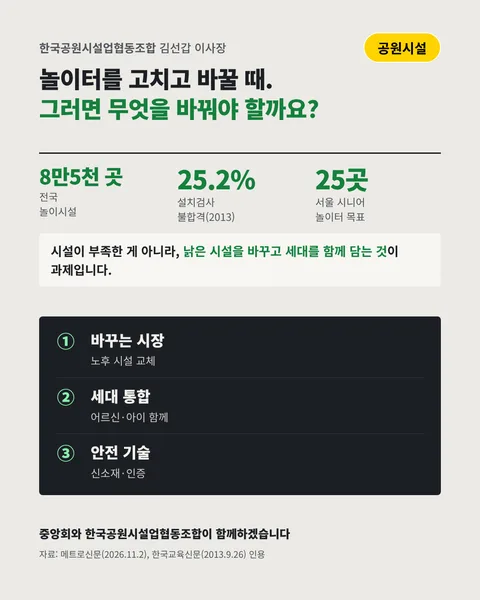 한국공원시설업협동조합 김선갑 이사장
공원시설
놀이터를 고치고 바꿀 때.
그러면 무엇을 바꿔야 할까요?
8만5천 곳
전국
놀이시설
25.2%
설치검사
불합격(2013)
25곳
서울 시니어
놀이터 목표
시설이 부족한 게 아니라, 낡은 시설을 바꾸고 세대를 함께 담는 것이
과제입니다.
① 바꾸는 시장
노후 시설 교체
② 세대 통합
어르신·아이 함께
③ 안전 기술
신소재·인증
중앙회와 한국공원시설업협동조합이 함께하겠습니다
자료: 메트로신문(2026.11.2), 한국교육신문(2013.9.26) 인용